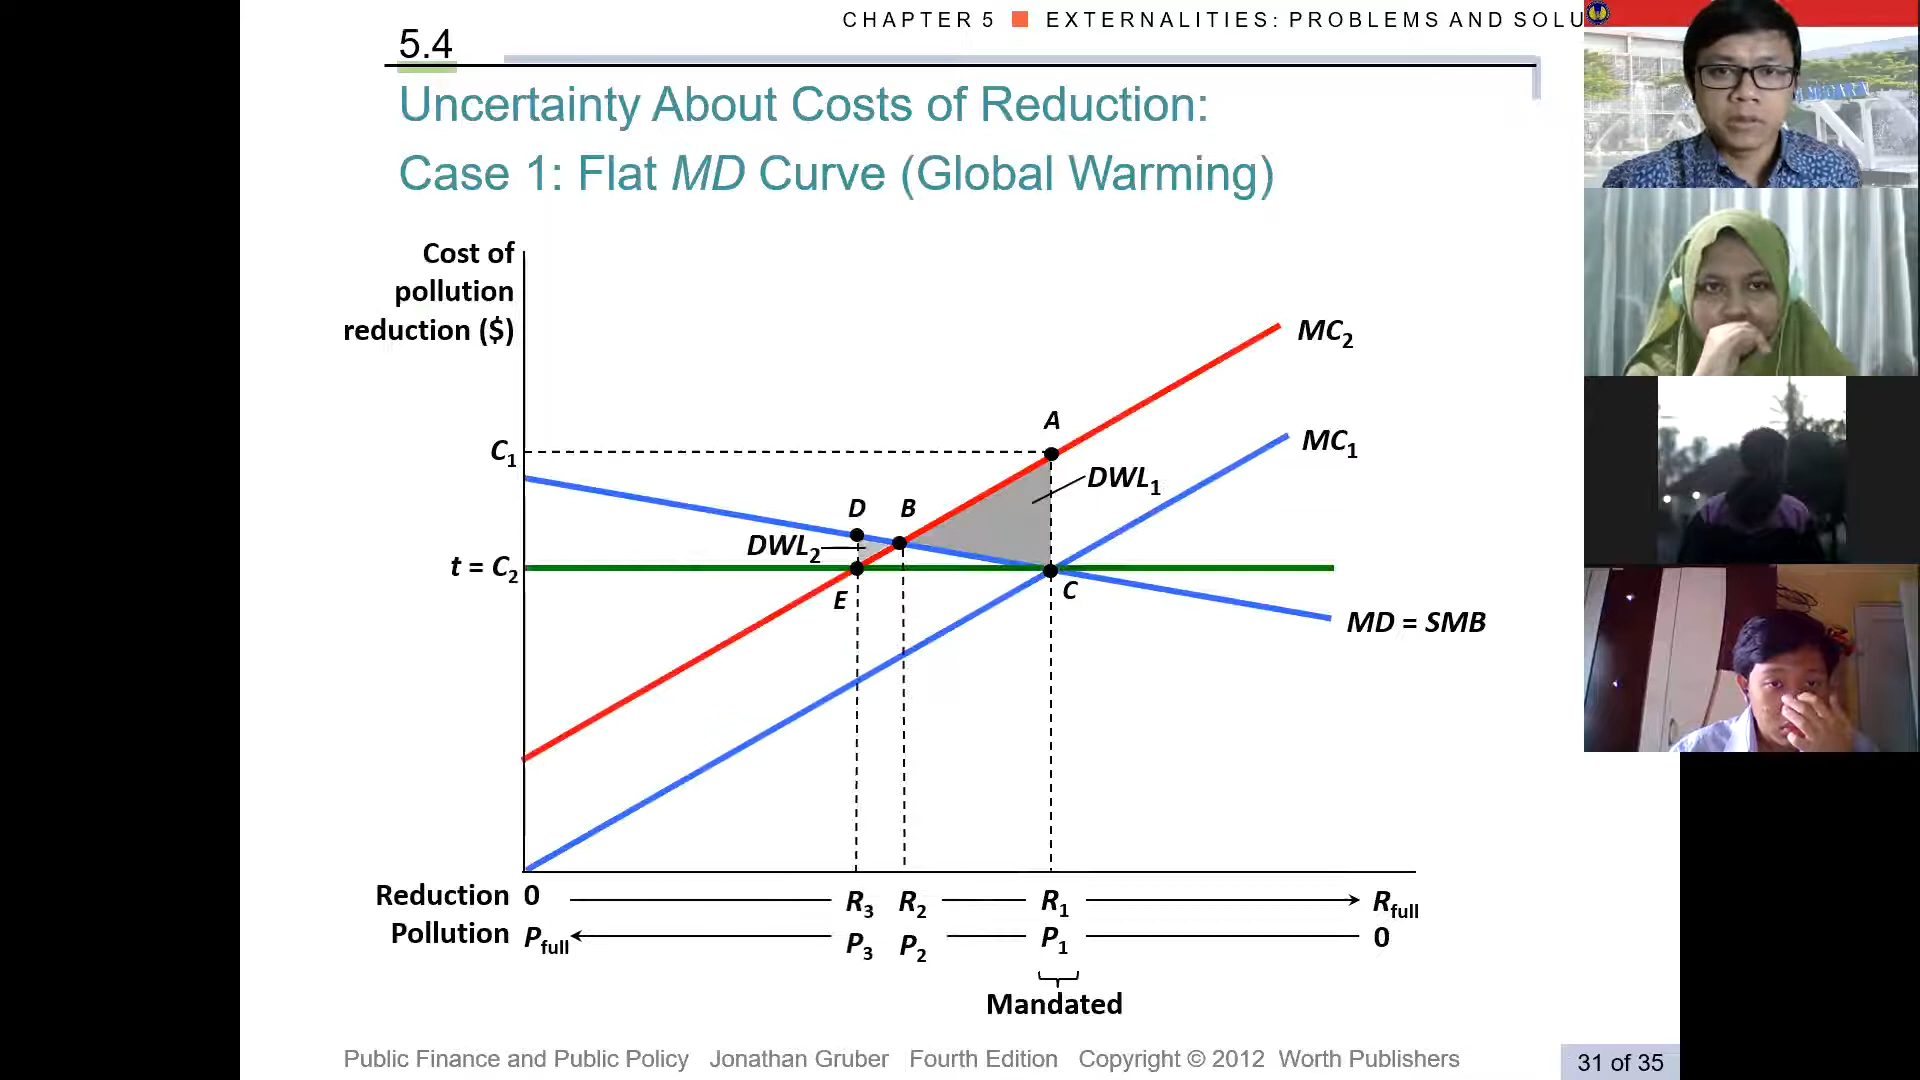 CHAPTER 5 ■ EXTERNALITIES: PROBLEMS AND SOLU
5.4
Uncertainty About Costs of Reduction:
Case 1: Flat MD Curve (Global Warming)
Cost of
pollution
reduction ($)
MC2
A
C1
MC1
DWL1
D B
DWL2
t = C2
E
C
MD = SMB
Reduction 0 R3 R2 R1 Rfull
Pollution Pfull P3 P2 P1 0
Mandated
Public Finance and Public Policy Jonathan Gruber Fourth Edition Copyright © 2012 Worth Publishers
31 of 35